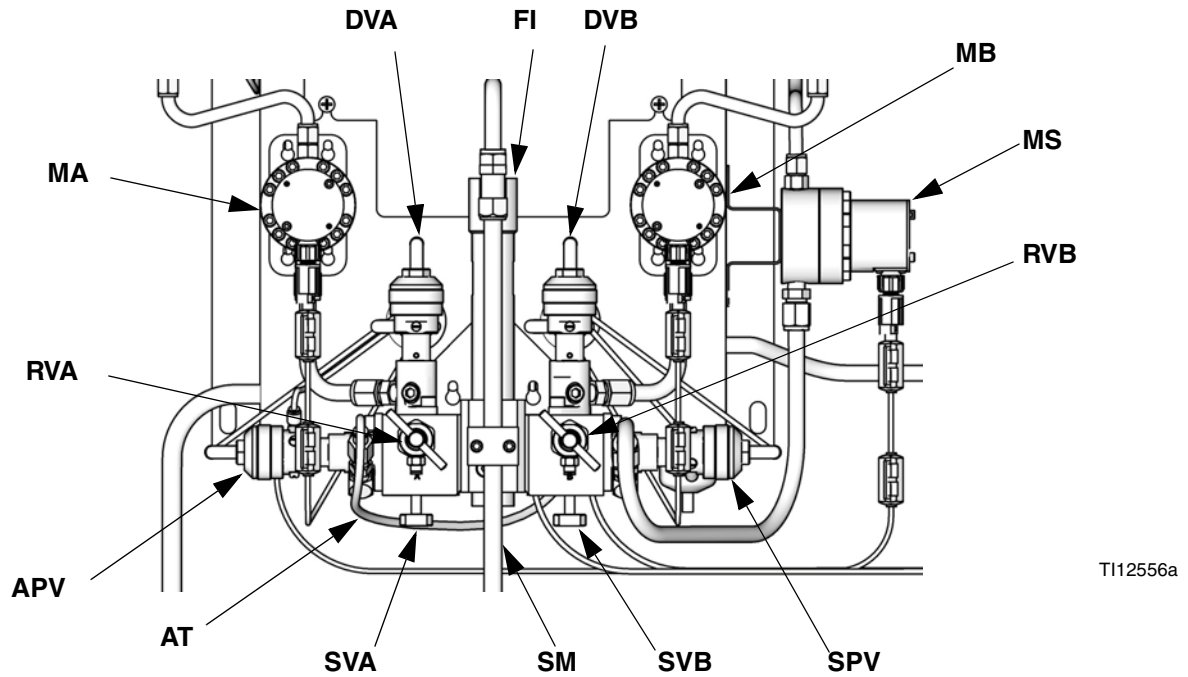 DVA FI DVB
MB
MA
MS
RVB
RVA
APV
TI12556a
AT
SVA SM SVB SPV